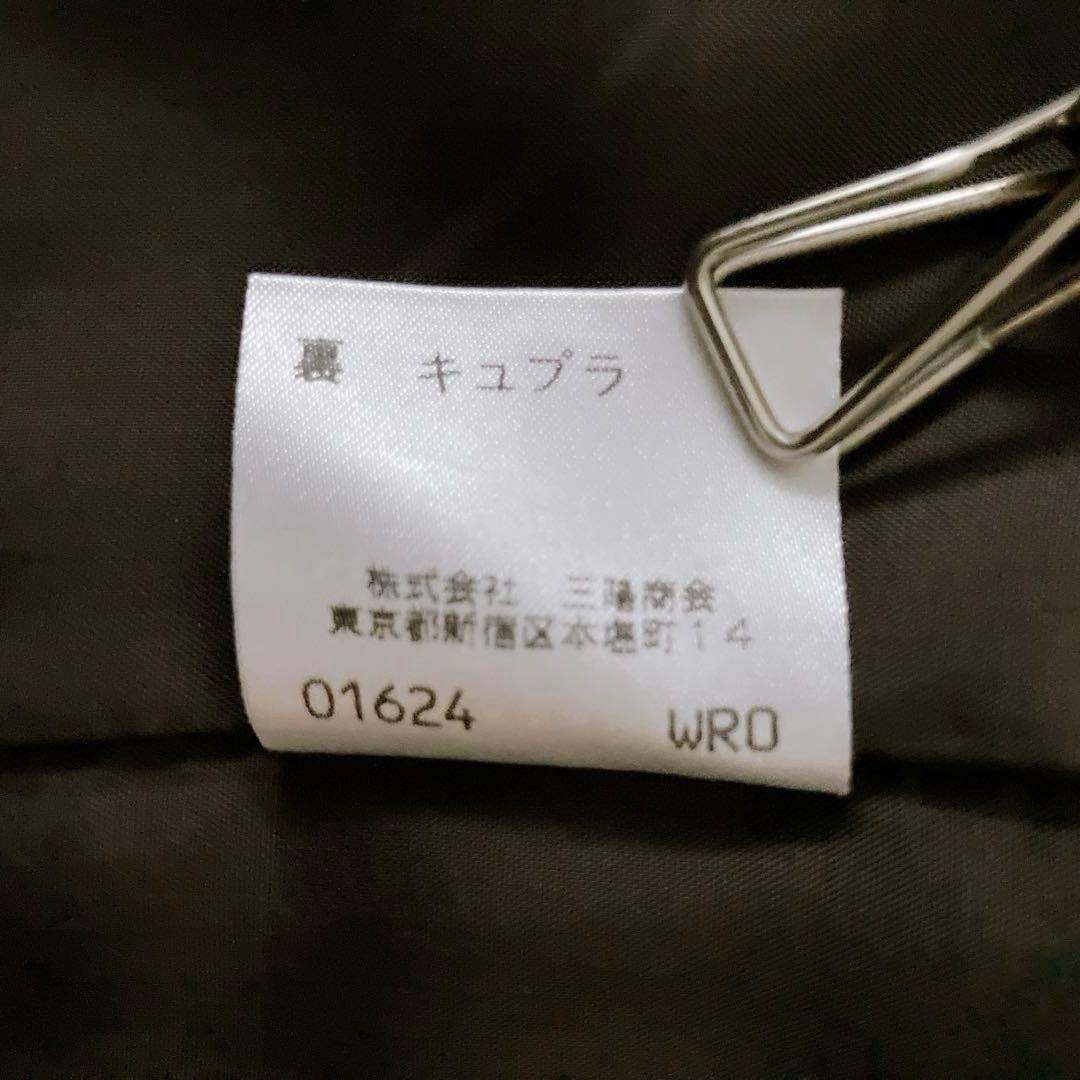 裏　キュプラ
株式会社　三陽商会
東京都新宿区本塩町１４
01624　WRO